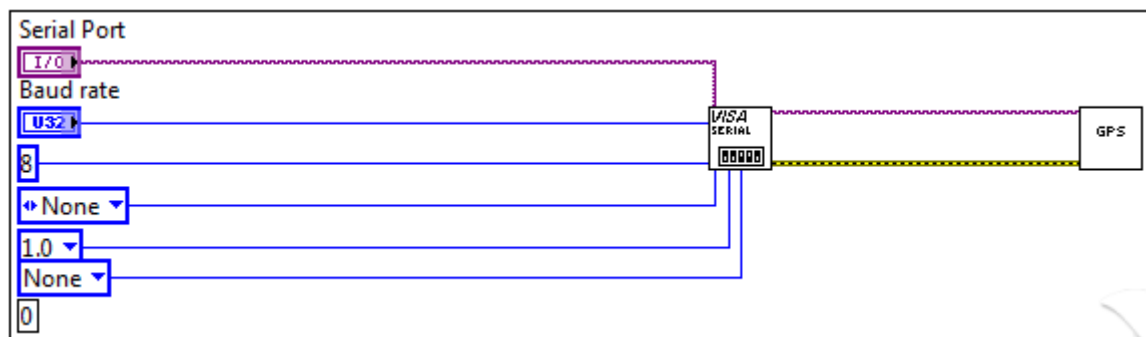 Serial Port
I/O
Baud rate
U32
VISA
SERIAL
GPS
8
None
1.0
None
0